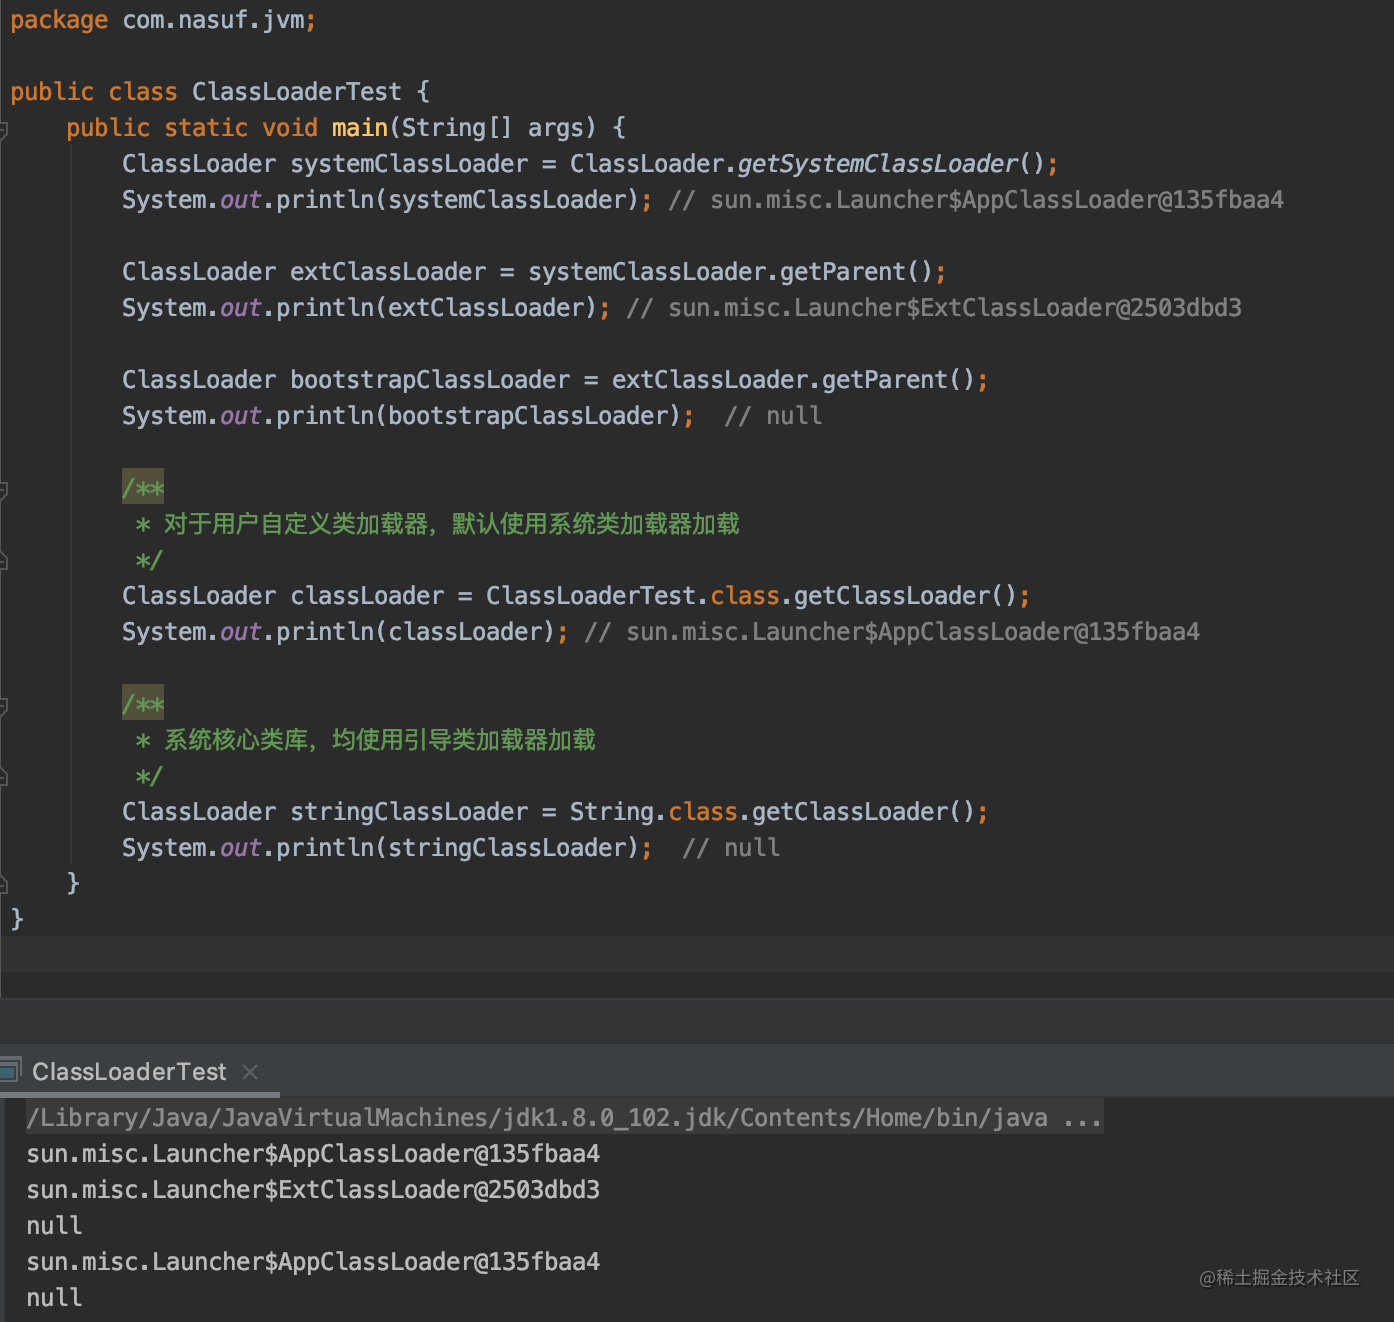 package com.nasuf.jvm;
public class ClassLoaderTest {
public static void main(String[] args) {
ClassLoader systemClassLoader = ClassLoader.getSystemClassLoader();
System.out.println(systemClassLoader); // sun.misc.Launcher$AppClassLoader@135fbaa4
ClassLoader extClassLoader = systemClassLoader.getParent();
System.out.println(extClassLoader); // sun.misc.Launcher$ExtClassLoader@2503dbd3
ClassLoader bootstrapClassLoader = extClassLoader.getParent();
System.out.println(bootstrapClassLoader);  // null
/**
* 对于用户自定义类加载器，默认使用系统类加载器加载
*/
ClassLoader classLoader = ClassLoaderTest.class.getClassLoader();
System.out.println(classLoader); // sun.misc.Launcher$AppClassLoader@135fbaa4
/**
* 系统核心类库，均使用引导类加载器加载
*/
ClassLoader stringClassLoader = String.class.getClassLoader();
System.out.println(stringClassLoader);  // null
}
}
ClassLoaderTest ×
/Library/Java/JavaVirtualMachines/jdk1.8.0_102.jdk/Contents/Home/bin/java ...
sun.misc.Launcher$AppClassLoader@135fbaa4
sun.misc.Launcher$ExtClassLoader@2503dbd3
null
sun.misc.Launcher$AppClassLoader@135fbaa4
null
@稀土掘金技术社区